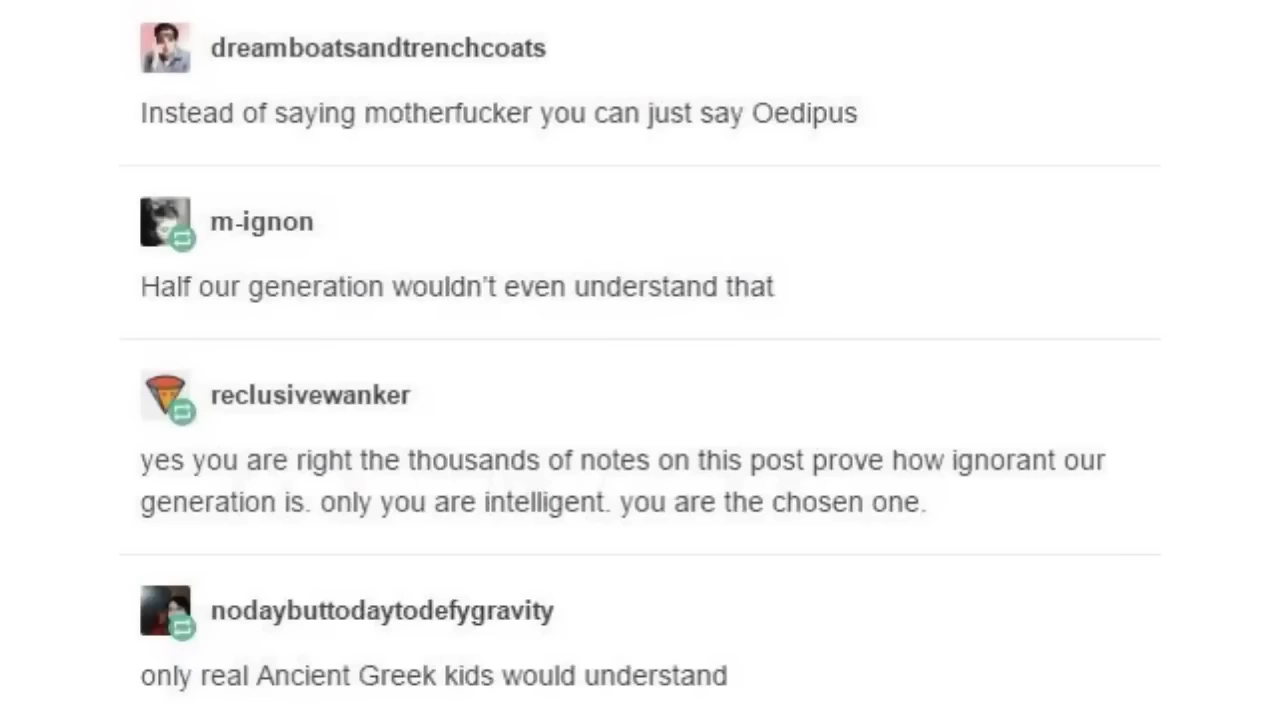 dreamboatsandtrenchcoats
Instead of saying motherfucker you can just say Oedipus
m-ignon
Half our generation wouldn't even understand that
reclusivewanker
yes you are right the thousands of notes on this post prove how ignorant our
generation is. only you are intelligent. you are the chosen one.
nodaybuttodaytodefygravity
only real Ancient Greek kids would understand